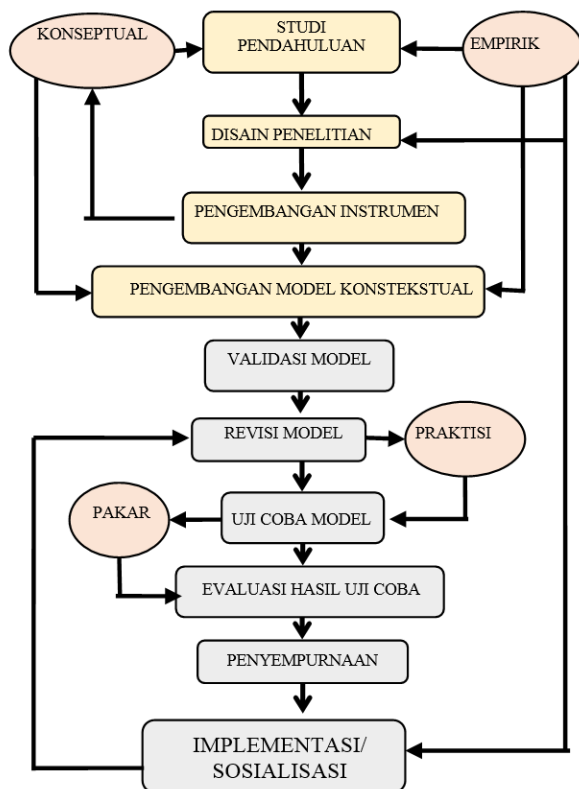 KONSEPTUAL
STUDI
PENDAHULUAN
EMPIRIK
DISAIN PENELITIAN
PENGEMBANGAN INSTRUMEN
PENGEMBANGAN MODEL KONSTEKSTUAL
VALIDASI MODEL
REVISI MODEL
PRAKTISI
PAKAR
UJI COBA MODEL
EVALUASI HASIL UJI COBA
PENYEMPURNAAN
IMPLEMENTASI/
SOSIALISASI